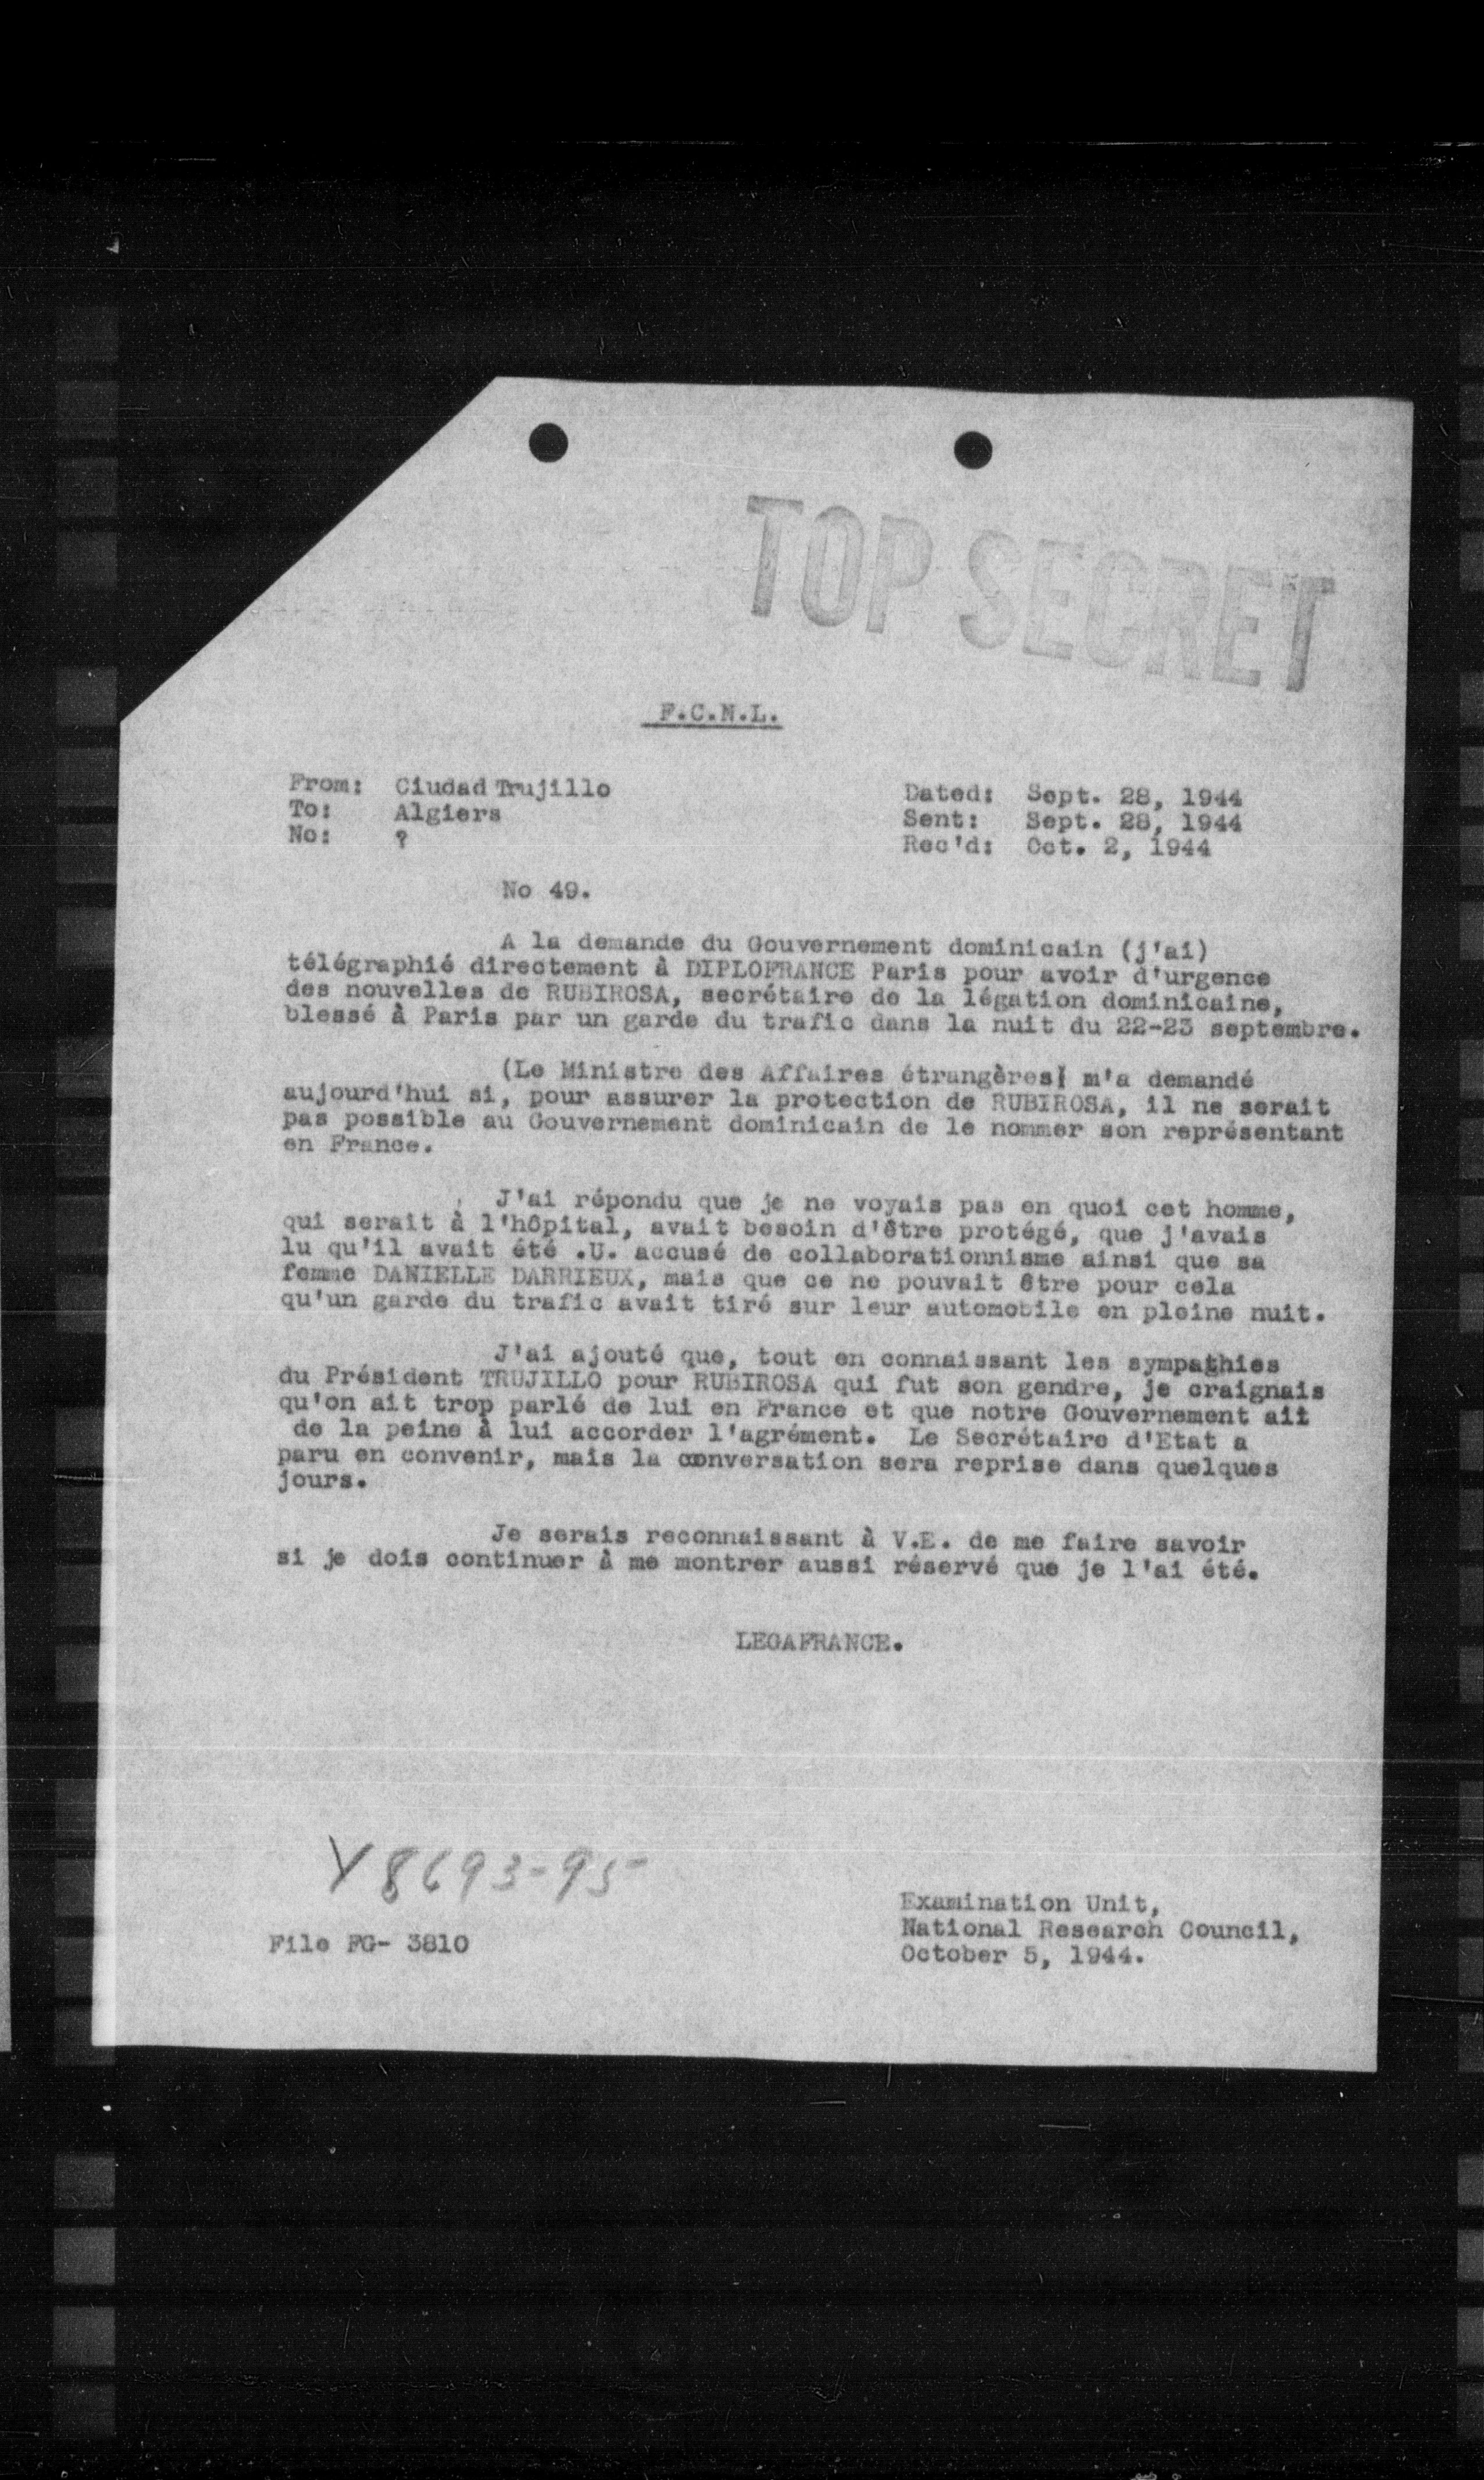 TOP SECRET
F.C.N.L.
From: Ciudad Trujillo
To: Algiers
No: ?
Dated: Sept. 28, 1944
Sent: Sept. 28, 1944
Rec'd: Oct. 2, 1944
No 49.
A la demande du Gouvernement dominicain (j'ai)
télégraphié directement à DIPLOFRANCE Paris pour avoir d'urgence
des nouvelles de RUBIROSA, secrétaire de la légation dominicaine,
blessé à Paris par un garde du trafic dans la nuit du 22-23 septembre.
(Le Ministre des Affaires étrangères) m'a demandé
aujourd'hui si, pour assurer la protection de RUBIROSA, il ne serait
pas possible au Gouvernement dominicain de le nommer son représentant
en France.
J'ai répondu que je ne voyais pas en quoi cet homme,
qui serait à l'hôpital, avait besoin d'être protégé, que j'avais
lu qu'il avait été .U. accusé de collaborationnisme ainsi que sa
femme DANIELLE DARRIEUX, mais que ce ne pouvait être pour cela
qu'un garde du trafic avait tiré sur leur automobile en pleine nuit.
J'ai ajouté que, tout en connaissant les sympathies
du Président TRUJILLO pour RUBIROSA qui fut son gendre, je craignais
qu'on ait trop parlé de lui en France et que notre Gouvernement ait
de la peine à lui accorder l'agrément. Le Secrétaire d'Etat a
paru en convenir, mais la conversation sera reprise dans quelques
jours.
Je serais reconnaissant à V.E. de me faire savoir
si je dois continuer à me montrer aussi réservé que je l'ai été.
LEGAFRANCE.
Y8693-95
File FG- 3810
Examination Unit,
National Research Council,
October 5, 1944.